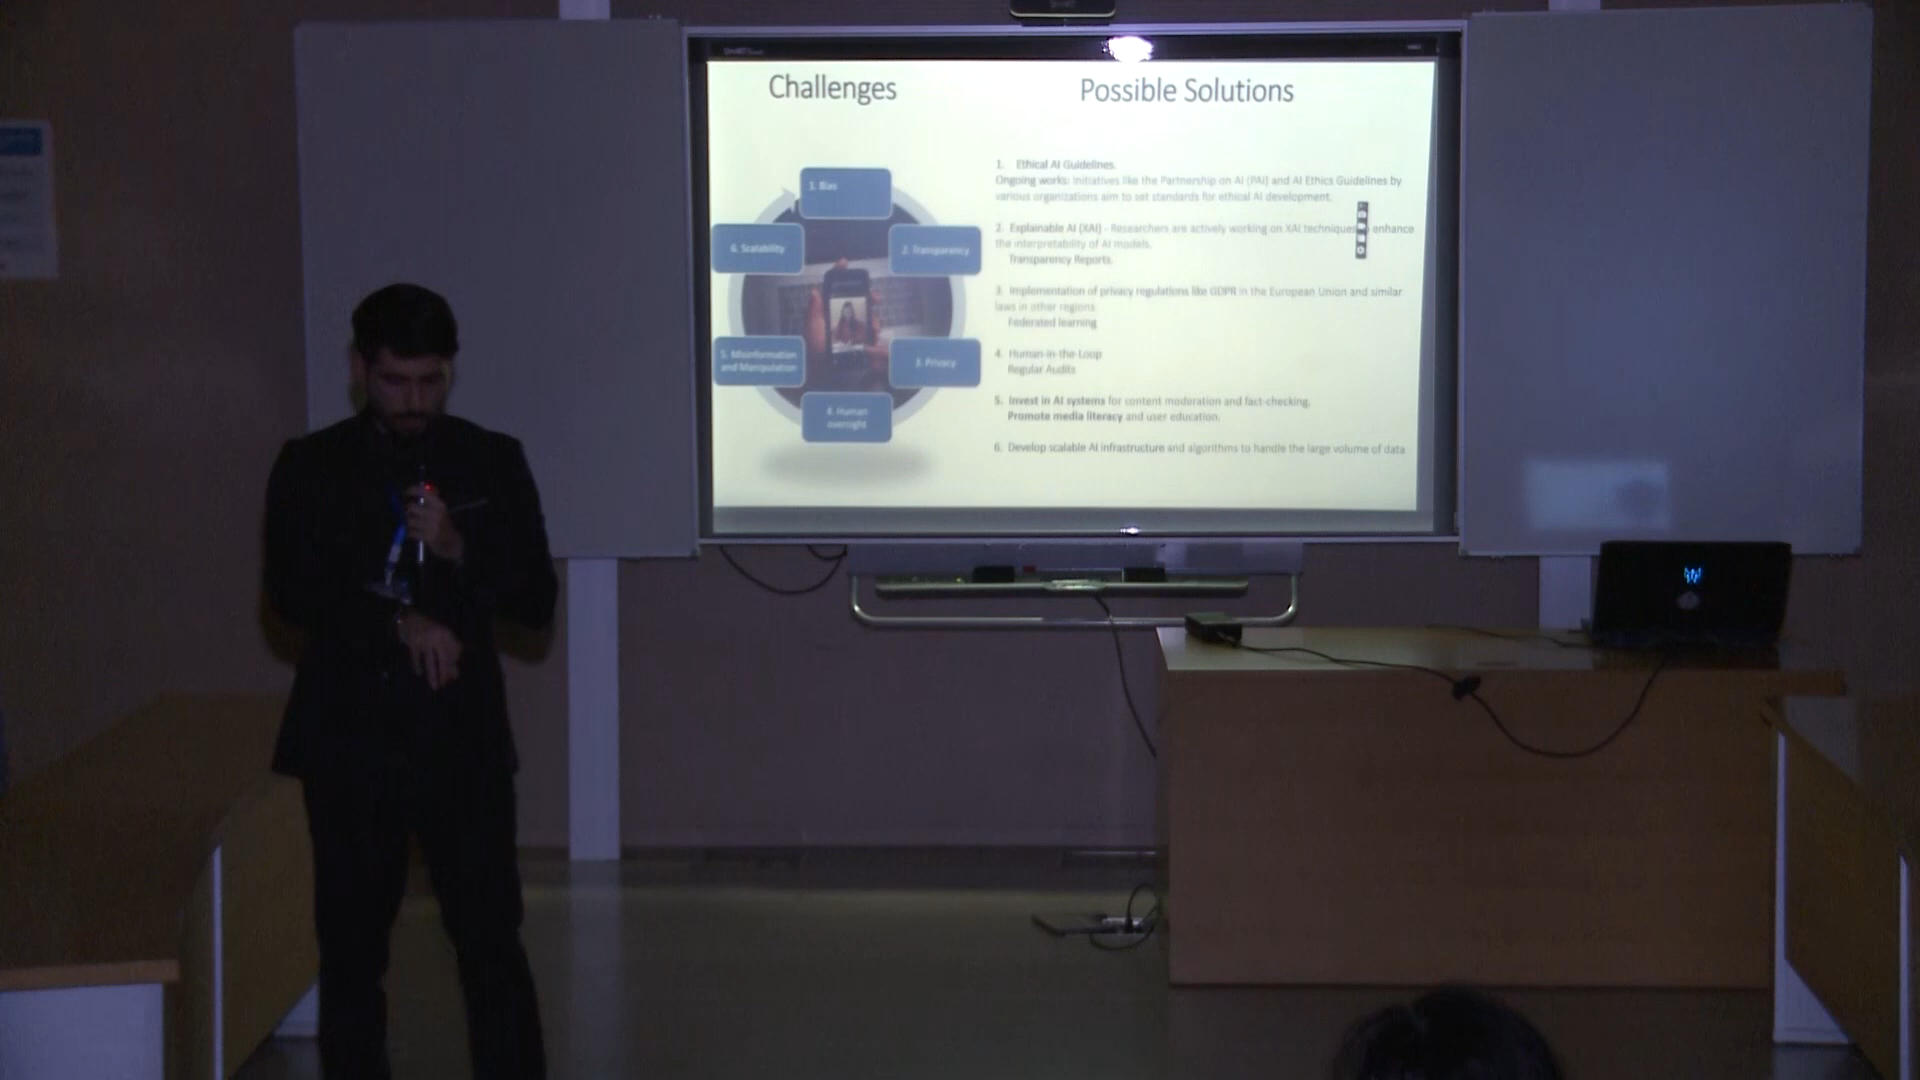 Challenges
Possible Solutions
1. Bias
6. Scalability
2. Transparency
5. Misinformation
and Manipulation
3. Privacy
4. Human
oversight
1. Ethical AI Guidelines.
Ongoing works: Initiatives like the Partnership on AI (PAI) and AI Ethics Guidelines by
various organizations aim to set standards for ethical AI development.
2. Explainable AI (XAI) - Researchers are actively working on XAI techniques enhance
the interpretability of AI models.
Transparency Reports.
3. Implementation of privacy regulations like GDPR in the European Union and similar
laws in other regions
Federated learning
4. Human-in-the-Loop
Regular Audits
5. Invest in AI systems for content moderation and fact-checking.
Promote media literacy and user education.
6. Develop scalable AI infrastructure and algorithms to handle the large volume of data